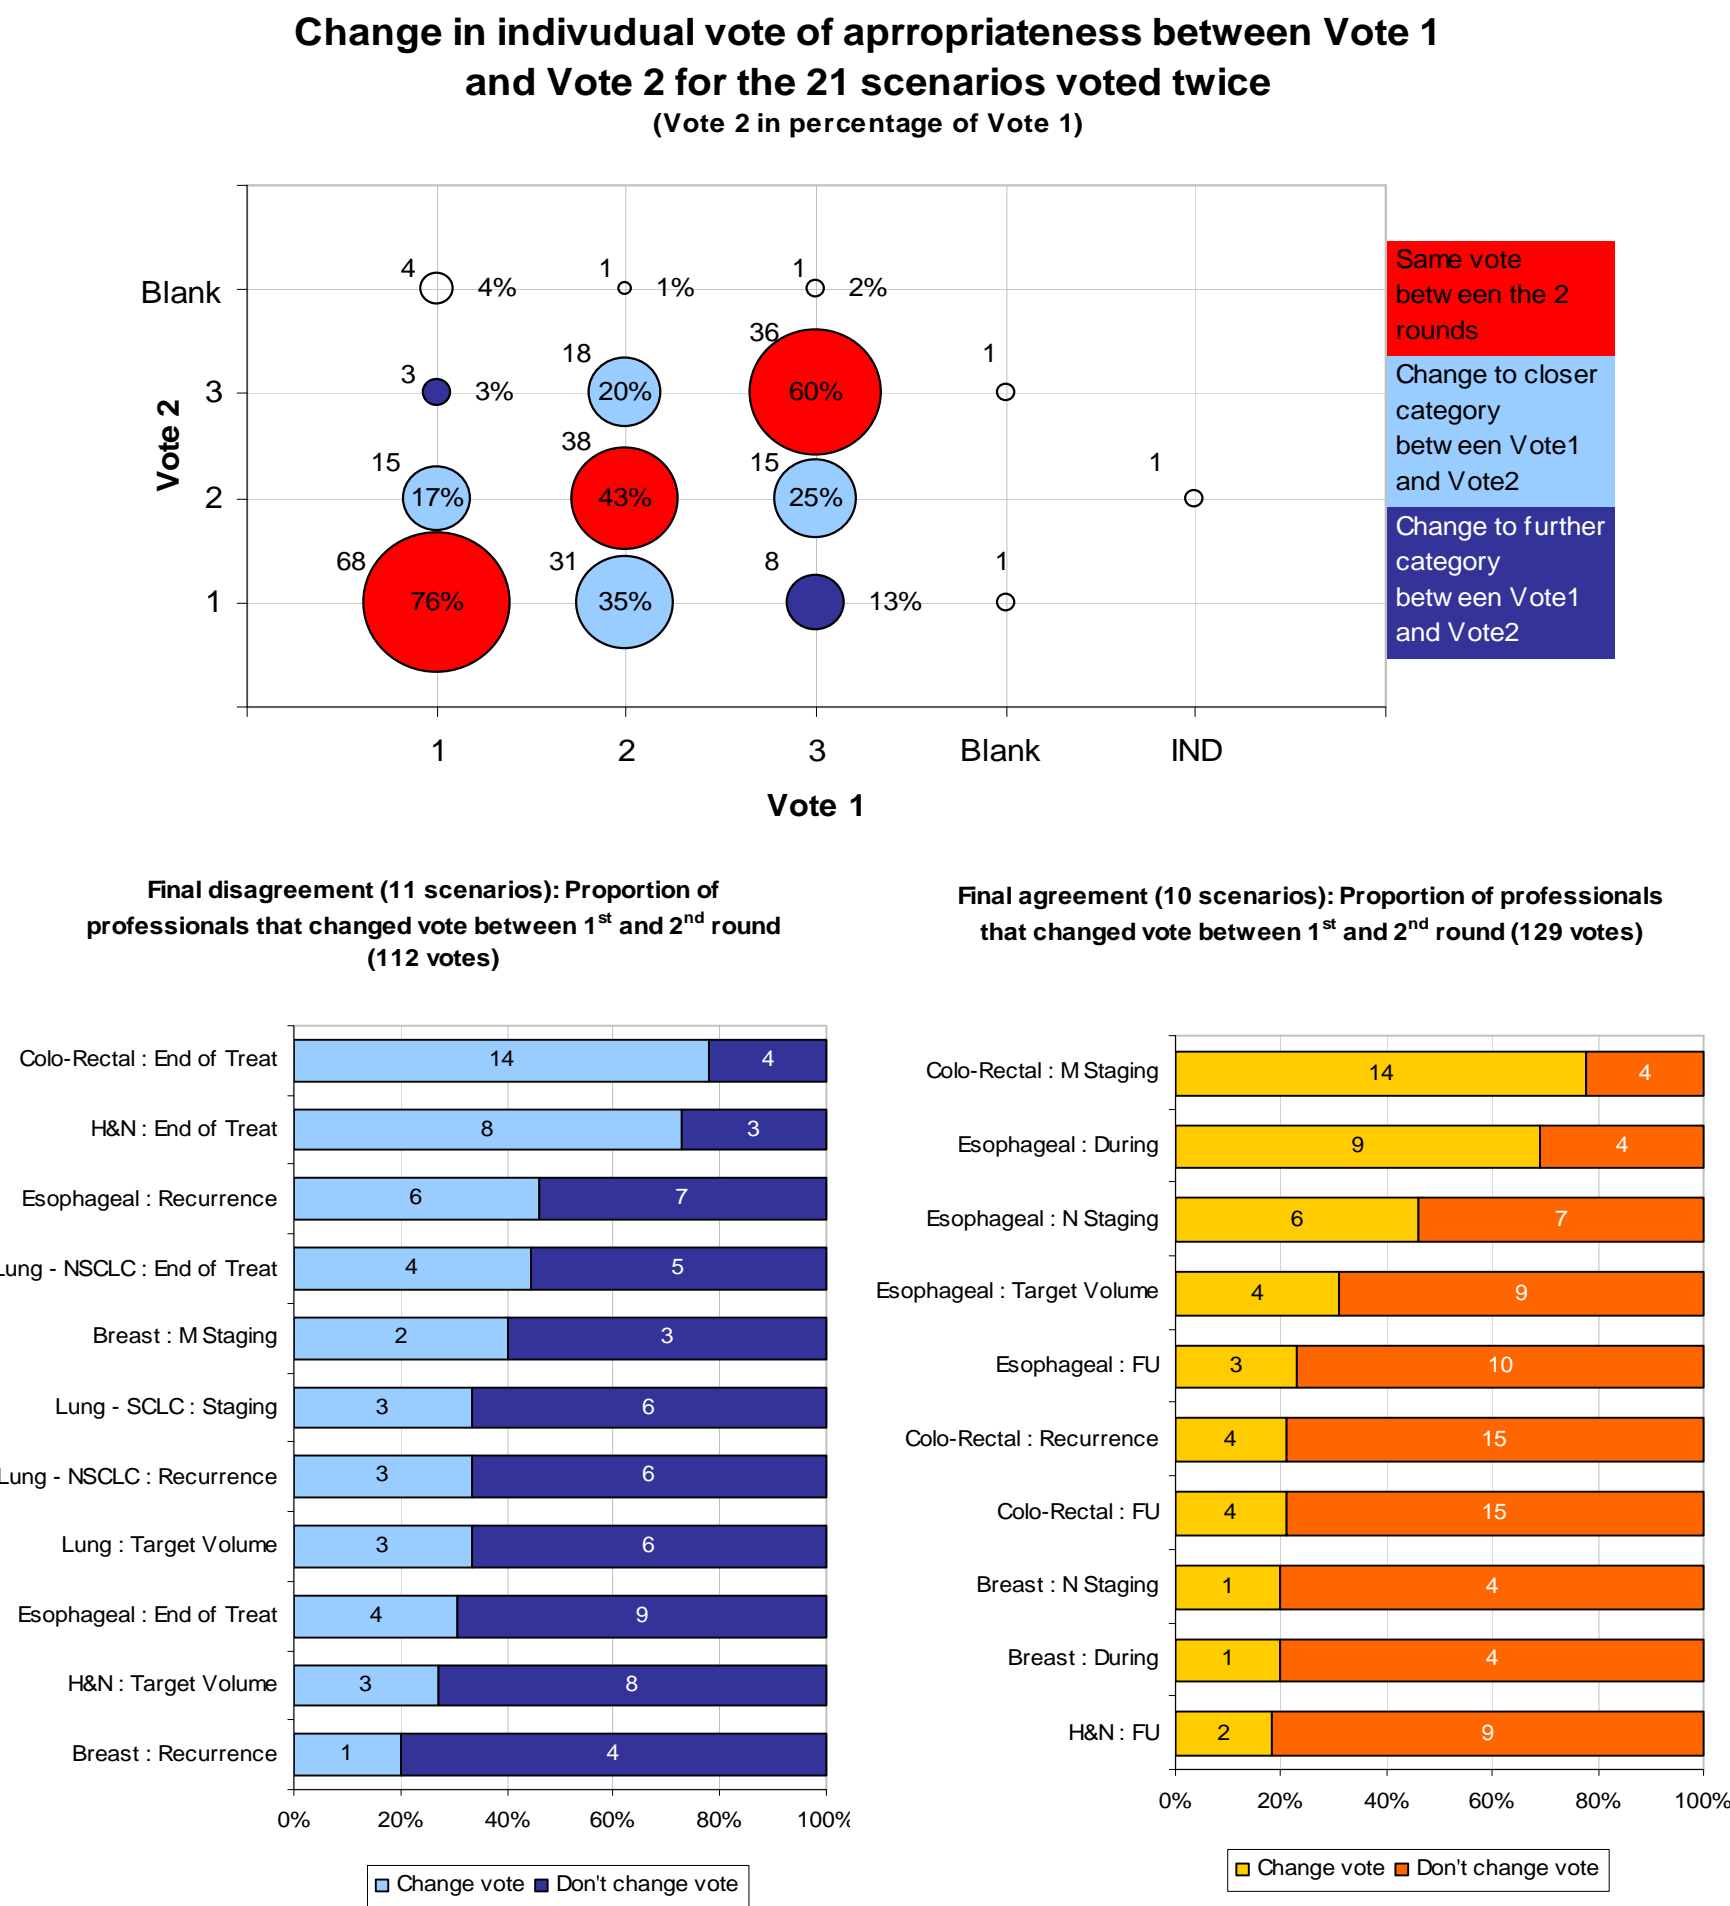 Change in indivudual vote of aprropriateness between Vote 1
and Vote 2 for the 21 scenarios voted twice
(Vote 2 in percentage of Vote 1)
Vote 2
Blank
4
4%
1
1%
1
2%
3
3
3%
18
20%
36
60%
1
2
15
17%
38
43%
15
25%
1
1
68
76%
31
35%
8
13%
1
1
2
3
Blank
IND
Vote 1
Same vote
between the 2
rounds
Change to closer
category
between Vote1
and Vote2
Change to further
category
between Vote1
and Vote2
Final disagreement (11 scenarios): Proportion of
professionals that changed vote between 1st and 2nd round
(112 votes)
Colo-Rectal : End of Treat 14 4
H&N : End of Treat 8 3
Esophageal : Recurrence 6 7
Lung - NSCLC : End of Treat 4 5
Breast : M Staging 2 3
Lung - SCLC : Staging 3 6
Lung - NSCLC : Recurrence 3 6
Lung : Target Volume 3 6
Esophageal : End of Treat 4 9
H&N : Target Volume 3 8
Breast : Recurrence 1 4
0% 20% 40% 60% 80% 100%
Change vote Don't change vote
Final agreement (10 scenarios): Proportion of professionals
that changed vote between 1st and 2nd round (129 votes)
Colo-Rectal : M Staging 14 4
Esophageal : During 9 4
Esophageal : N Staging 6 7
Esophageal : Target Volume 4 9
Esophageal : FU 3 10
Colo-Rectal : Recurrence 4 15
Colo-Rectal : FU 4 15
Breast : N Staging 1 4
Breast : During 1 4
H&N : FU 2 9
0% 20% 40% 60% 80% 100%
Change vote Don't change vote